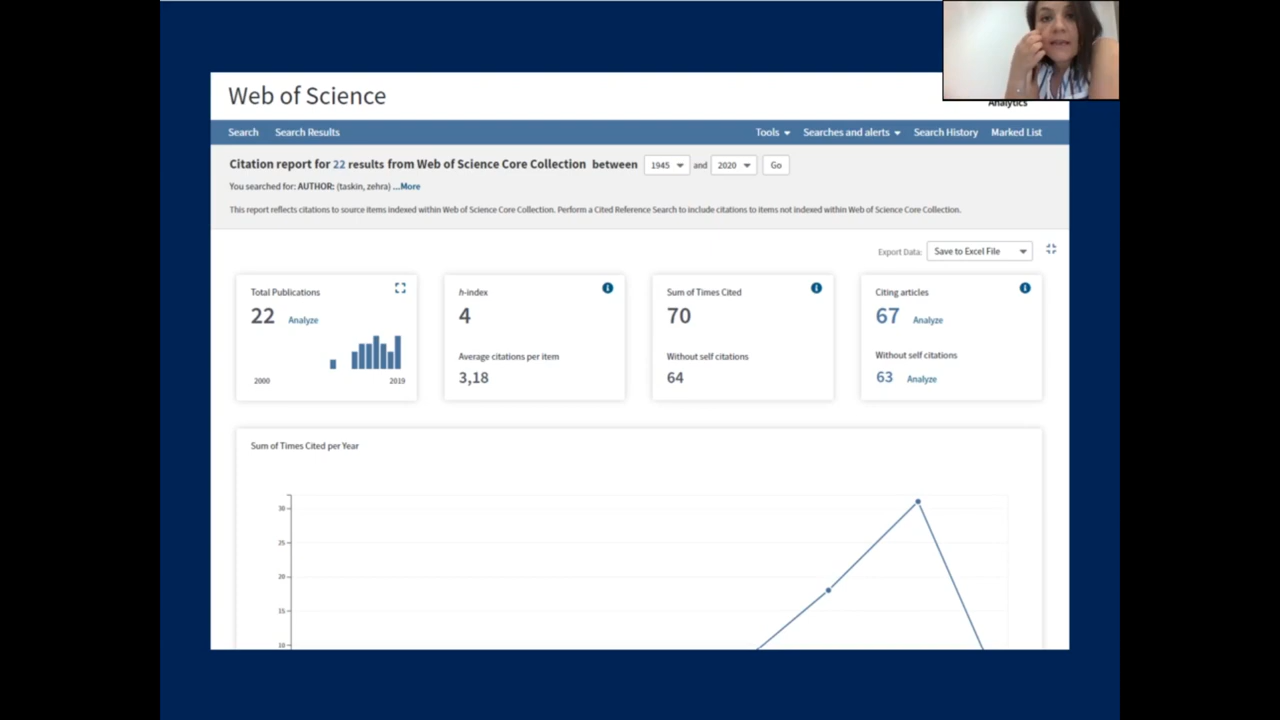 Web of Science
Analytics
Search Search Results Tools Searches and alerts Search History Marked List
Citation report for 22 results from Web of Science Core Collection between 1945 and 2020 Go
You searched for: AUTHOR: (taskin, zehra) ...More
This report reflects citations to source items indexed within Web of Science Core Collection. Perform a Cited Reference Search to include citations to items not indexed within Web of Science Core Collection.
Export Data: Save to Excel File
Total Publications
22 Analyze
2000 2019
h-index
4
Average citations per item
3,18
Sum of Times Cited
70
Without self citations
64
Citing articles
67 Analyze
Without self citations
63 Analyze
Sum of Times Cited per Year
30
25
20
15
10